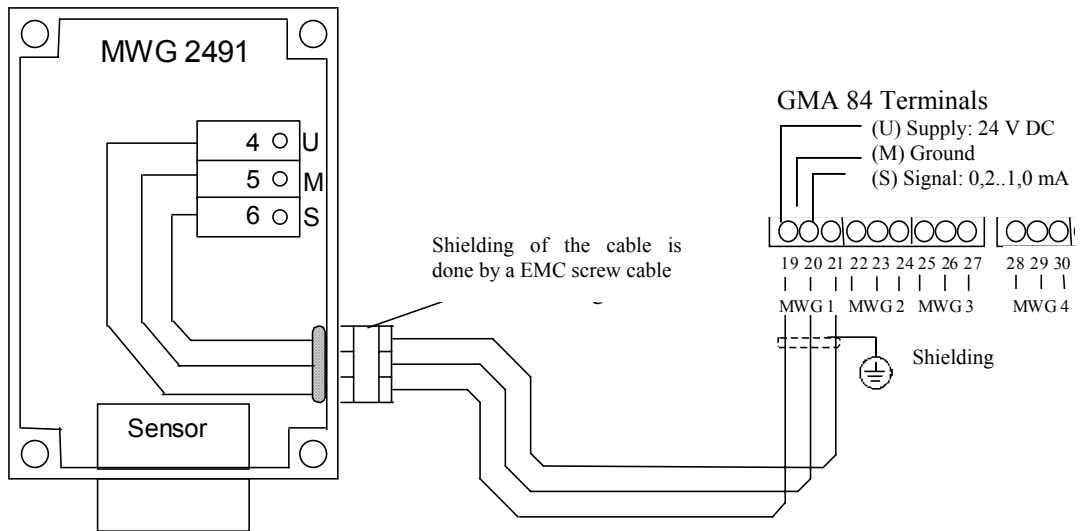 MWG 2491
4 U
5 M
6 S
Sensor
Shielding of the cable is
done by a EMC screw cable
GMA 84 Terminals
(U) Supply: 24 V DC
(M) Ground
(S) Signal: 0,2..1,0 mA
19 20 21 22 23 24 25 26 27 28 29 30
MWG 1 MWG 2 MWG 3 MWG 4
Shielding